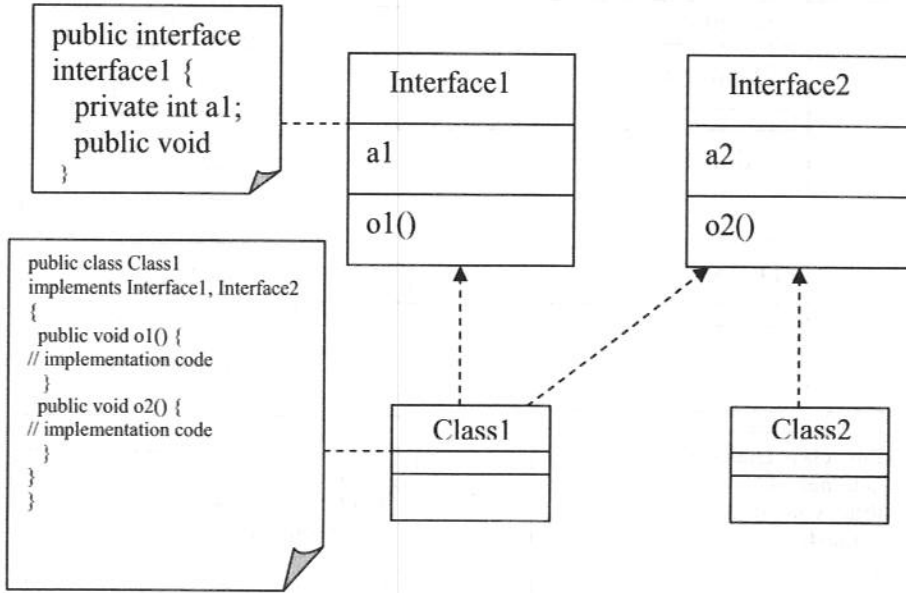 public interface
interface1 {
private int a1;
public void
}
Interface1
a1
o1()
Interface2
a2
o2()
public class Class1
implements Interface1, Interface2
{
public void o1() {
// implementation code
}
public void o2() {
// implementation code
}
}
}
Class1
Class2